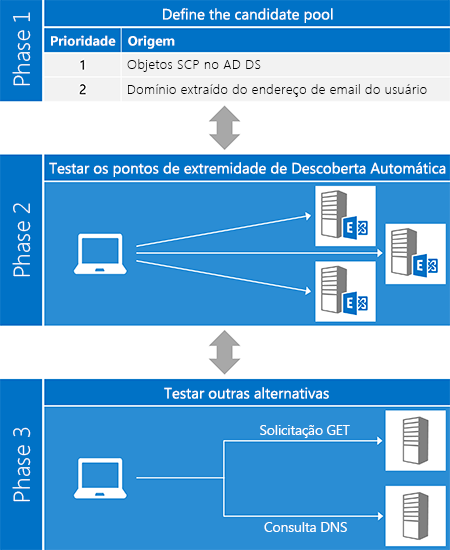 Phase 1
Define the candidate pool
Prioridade Origem
1 Objetos SCP no AD DS
2 Domínio extraído do endereço de email do usuário
Phase 2
Testar os pontos de extremidade de Descoberta Automática
E
E
E
Phase 3
Testar outras alternativas
Solicitação GET
Consulta DNS